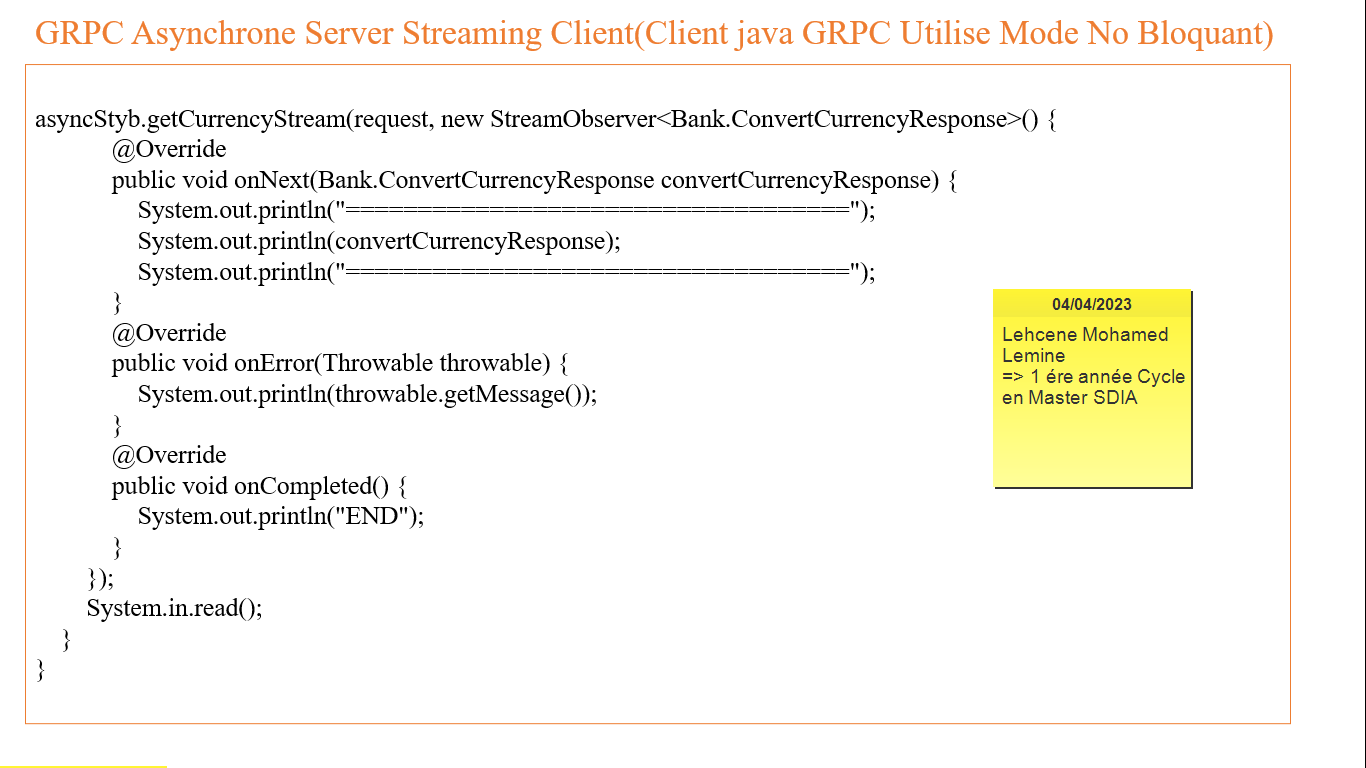 GRPC Asynchrone Server Streaming Client(Client java GRPC Utilise Mode No Bloquant)
asyncStyb.getCurrencyStream(request, new StreamObserver<Bank.ConvertCurrencyResponse>() {
@Override
public void onNext(Bank.ConvertCurrencyResponse convertCurrencyResponse) {
System.out.println("===================================");
System.out.println(convertCurrencyResponse);
System.out.println("===================================");
}
@Override
public void onError(Throwable throwable) {
System.out.println(throwable.getMessage());
}
@Override
public void onCompleted() {
System.out.println("END");
}
});
System.in.read();
}
}
04/04/2023
Lehcene Mohamed
Lemine
=> 1 ére année Cycle
en Master SDIA